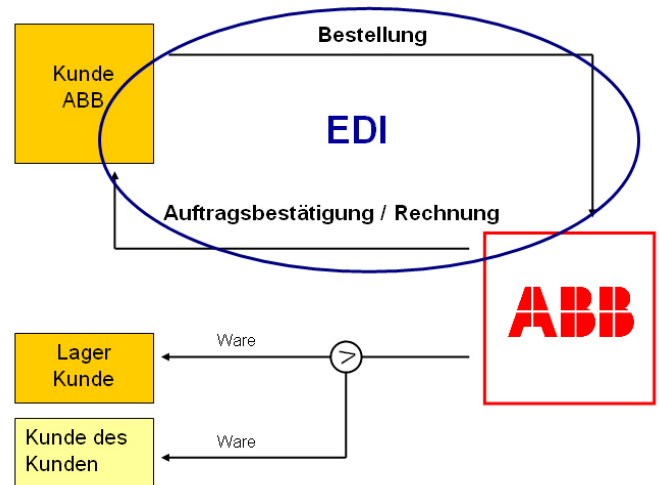 Bestellung
Kunde
ABB
EDI
Auftragsbestätigung / Rechnung
ABB
Ware
Lager
Kunde
Ware
Kunde des
Kunden